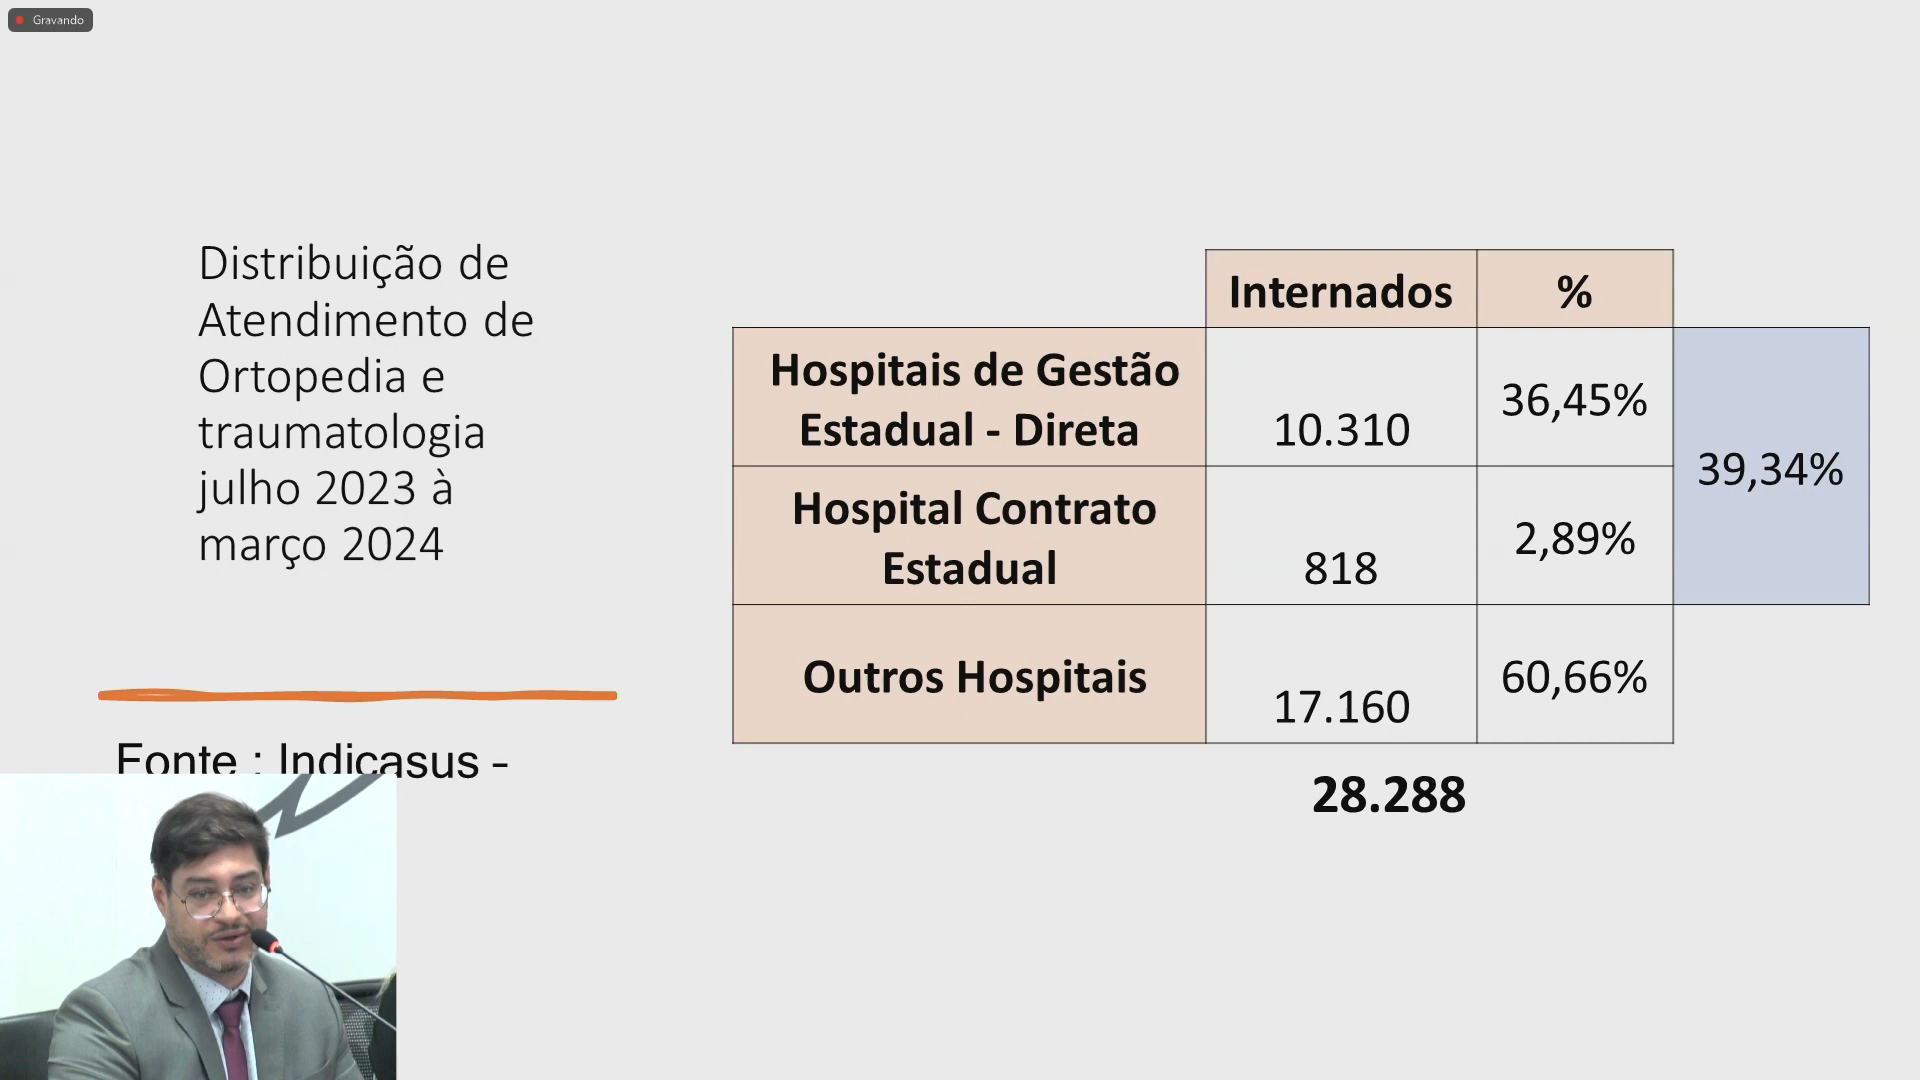 Gravando
Distribuição de
Atendimento de
Ortopedia e
traumatologia
julho 2023 à
março 2024
Fonte : Indicasus -
Internados %
Hospitais de Gestão
Estadual - Direta
10.310
36,45%
Hospital Contrato
Estadual
818
2,89%
39,34%
Outros Hospitais
17.160
60,66%
28.288